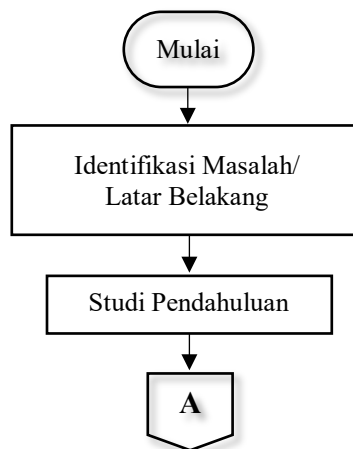 Mulai
Identifikasi Masalah/
Latar Belakang
Studi Pendahuluan
A